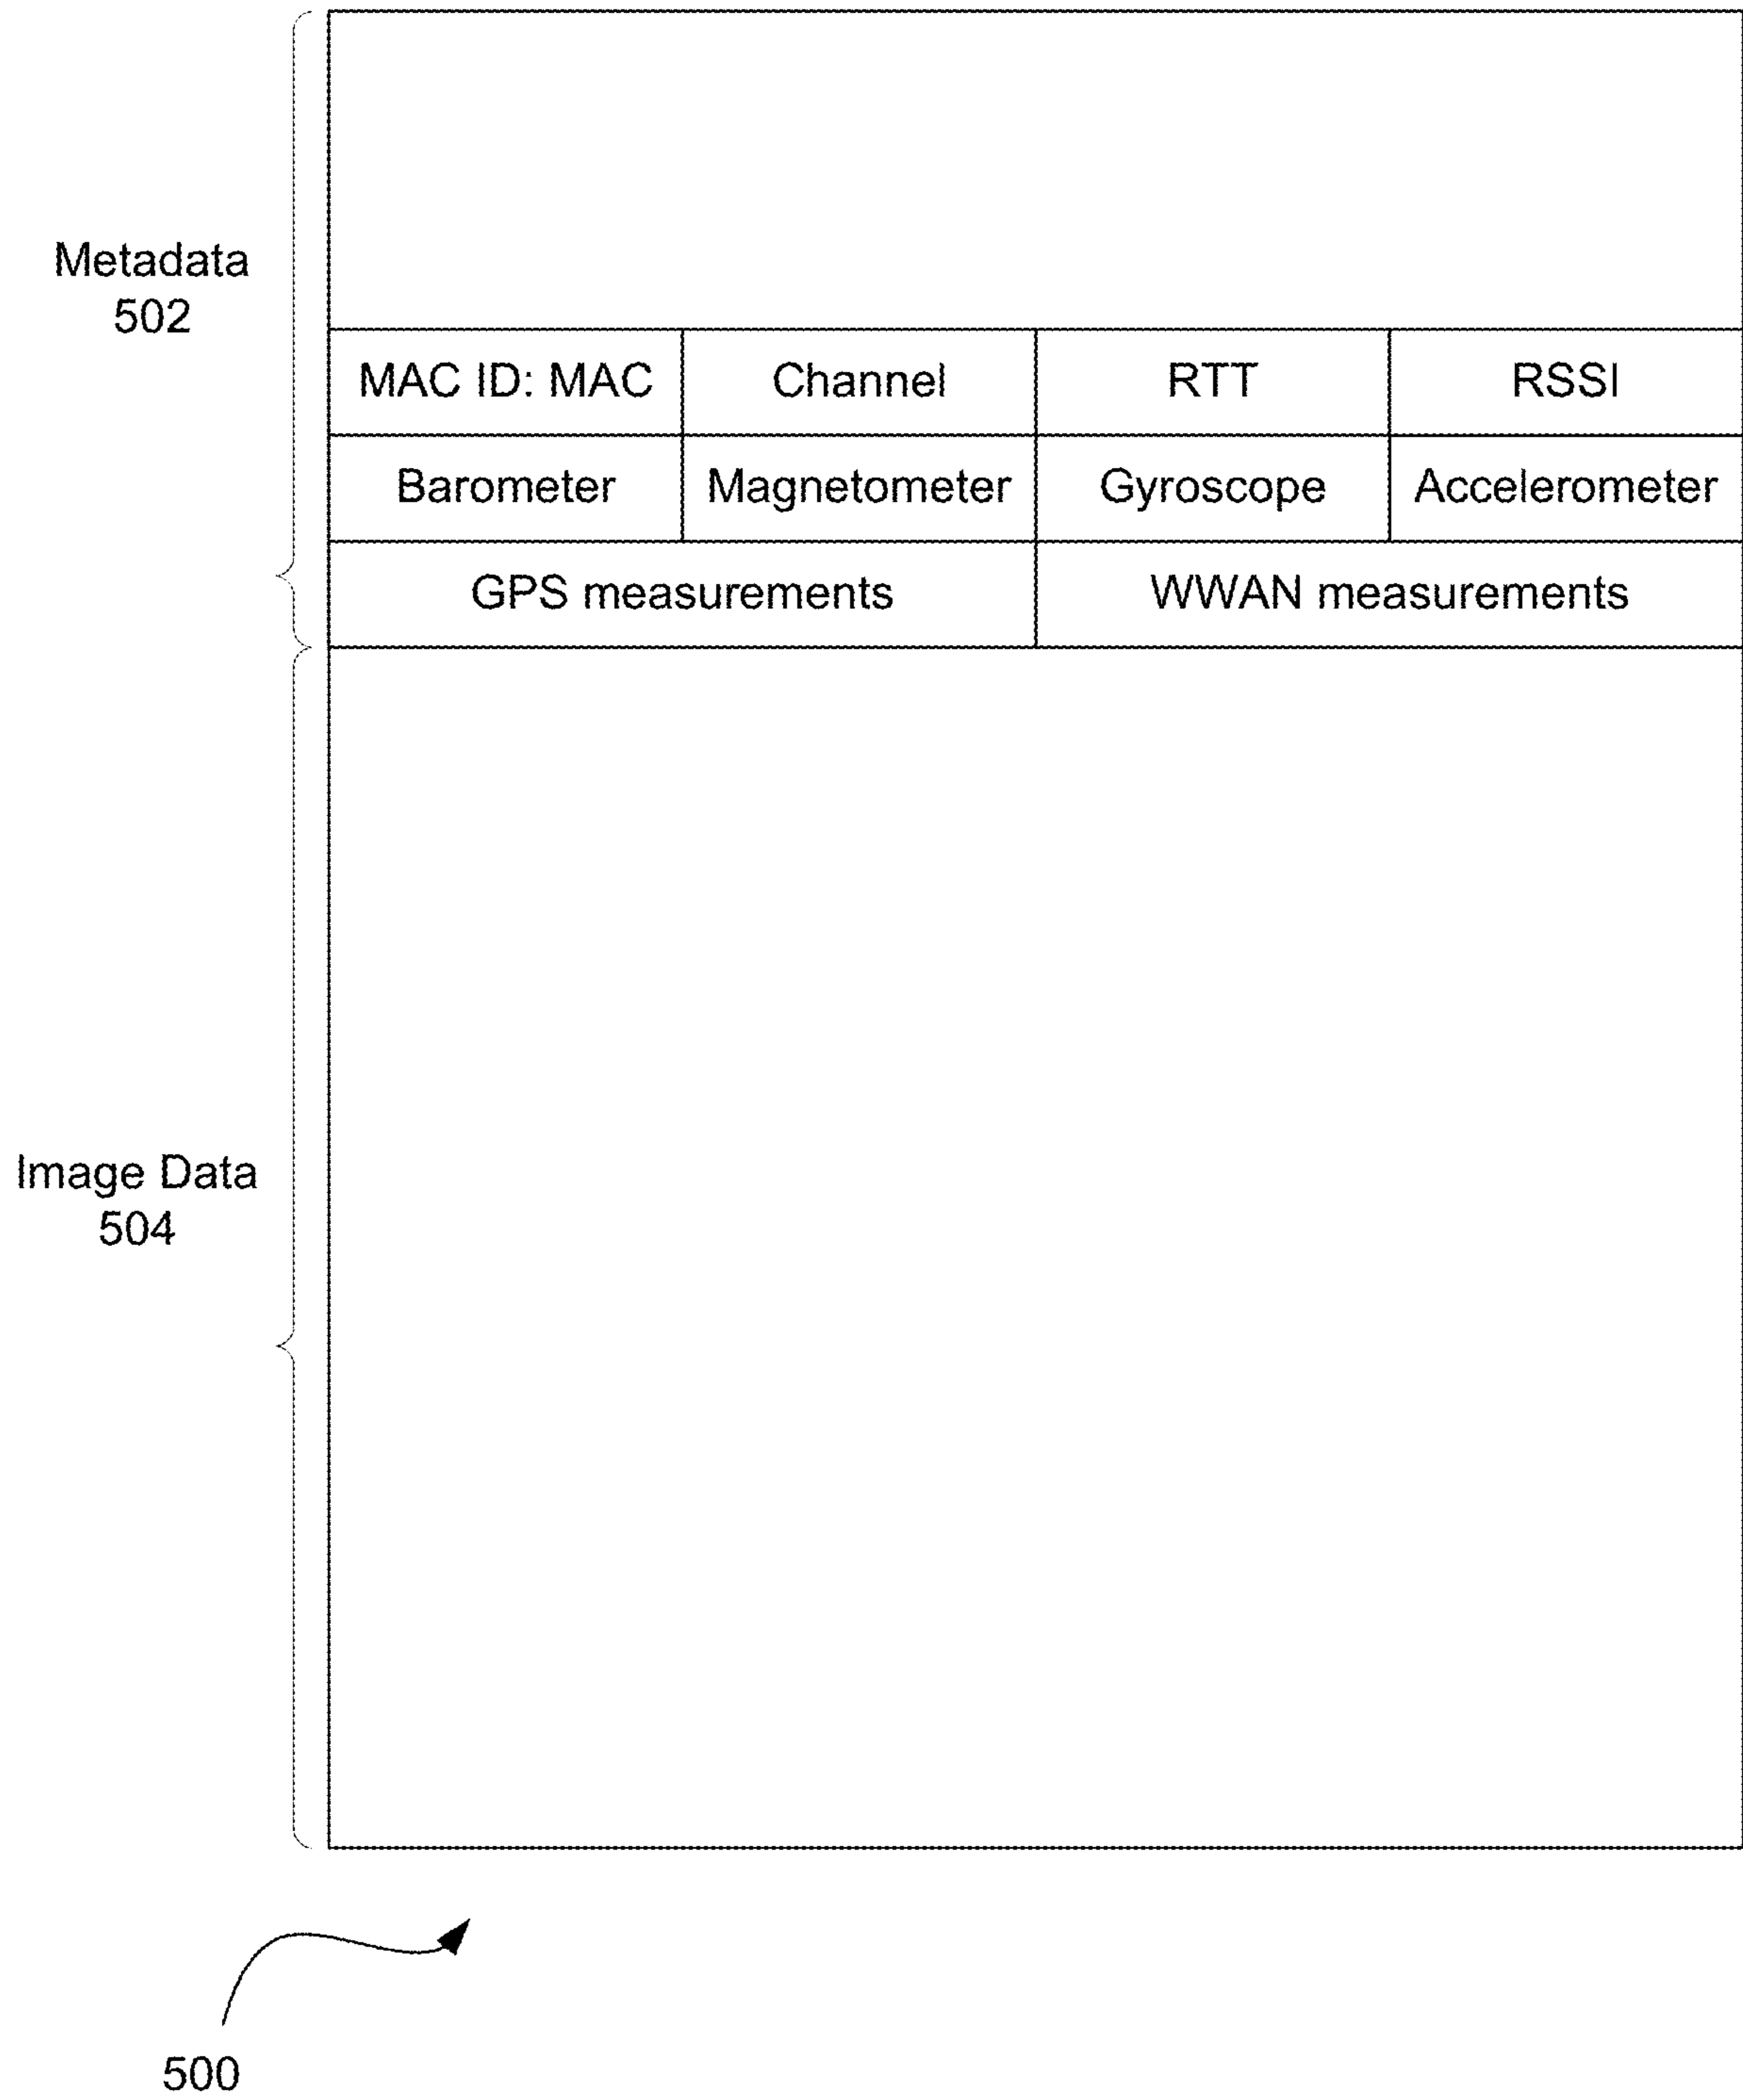 Metadata
502
MAC ID: MAC Channel RTT RSSI
Barometer Magnetometer Gyroscope Accelerometer
GPS measurements WWAN measurements
Image Data
504
500